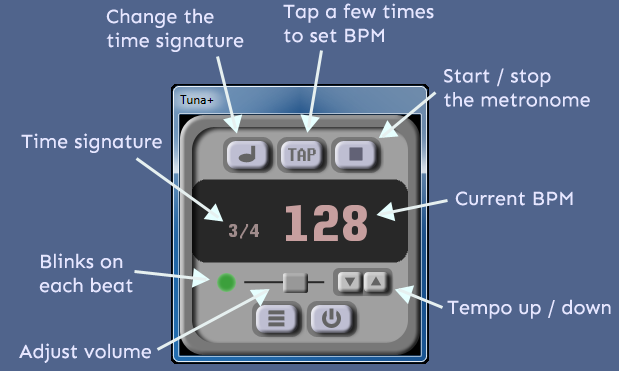 Change the
time signature
Tap a few times
to set BPM
Start / stop
the metronome
Tuna+
TAP
Time signature
3/4
128
Current BPM
Blinks on
each beat
Tempo up / down
Adjust volume